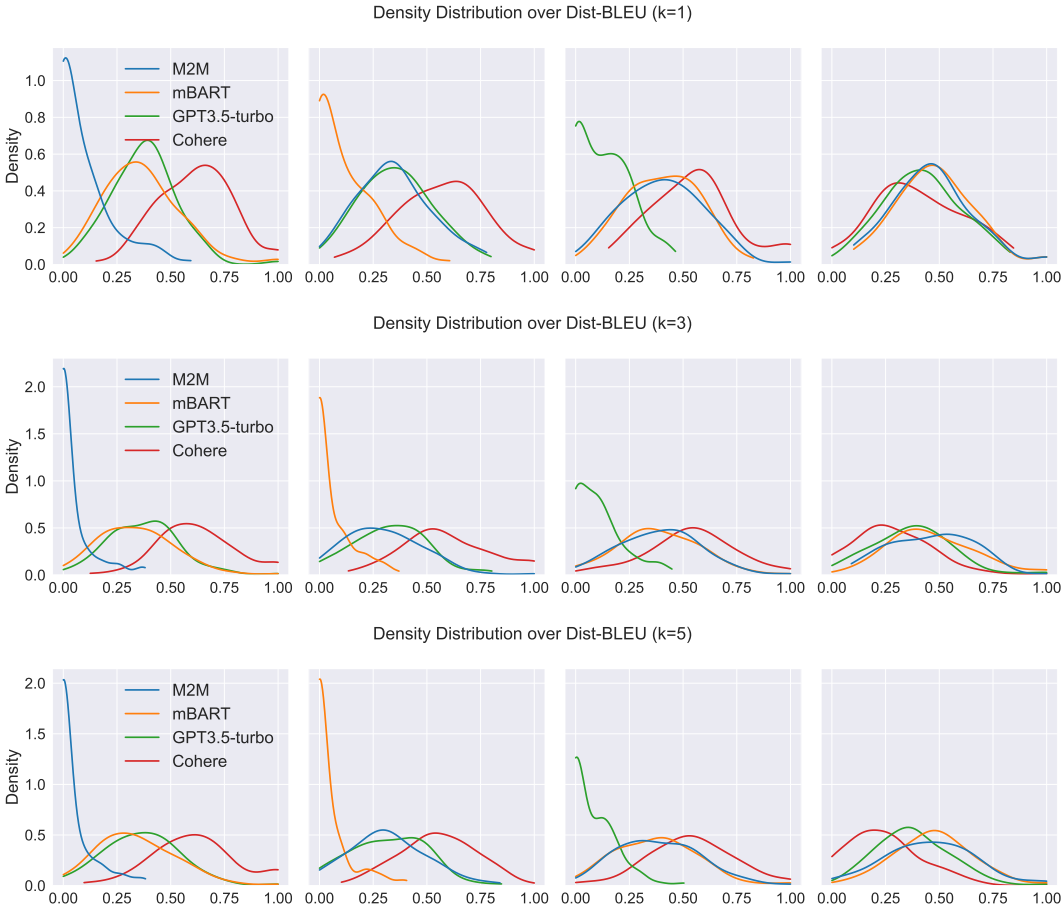 Density Distribution over Dist-BLEU (k=1)
Density
1.0
0.8
0.6
0.4
0.2
0.0
M2M
mBART
GPT3.5-turbo
Cohere
0.00 0.25 0.50 0.75 1.00 0.00 0.25 0.50 0.75 1.00 0.00 0.25 0.50 0.75 1.00 0.00 0.25 0.50 0.75 1.00
Density Distribution over Dist-BLEU (k=3)
Density
2.0
1.5
1.0
0.5
0.0
M2M
mBART
GPT3.5-turbo
Cohere
0.00 0.25 0.50 0.75 1.00 0.00 0.25 0.50 0.75 1.00 0.00 0.25 0.50 0.75 1.00 0.00 0.25 0.50 0.75 1.00
Density Distribution over Dist-BLEU (k=5)
Density
2.0
1.5
1.0
0.5
0.0
M2M
mBART
GPT3.5-turbo
Cohere
0.00 0.25 0.50 0.75 1.00 0.00 0.25 0.50 0.75 1.00 0.00 0.25 0.50 0.75 1.00 0.00 0.25 0.50 0.75 1.00